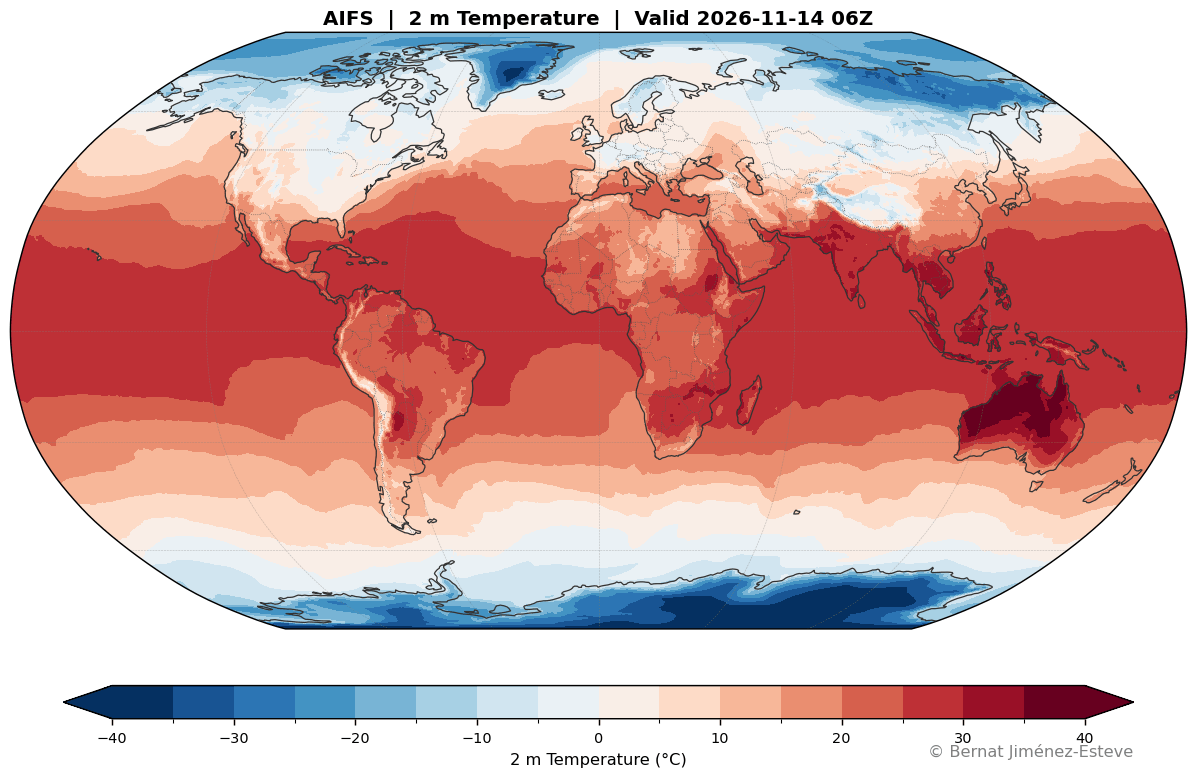 AIFS | 2 m Temperature | Valid 2026-11-14 06Z
−40 −30 −20 −10 0 10 20 30 40
2 m Temperature (°C)
© Bernat Jiménez-Esteve